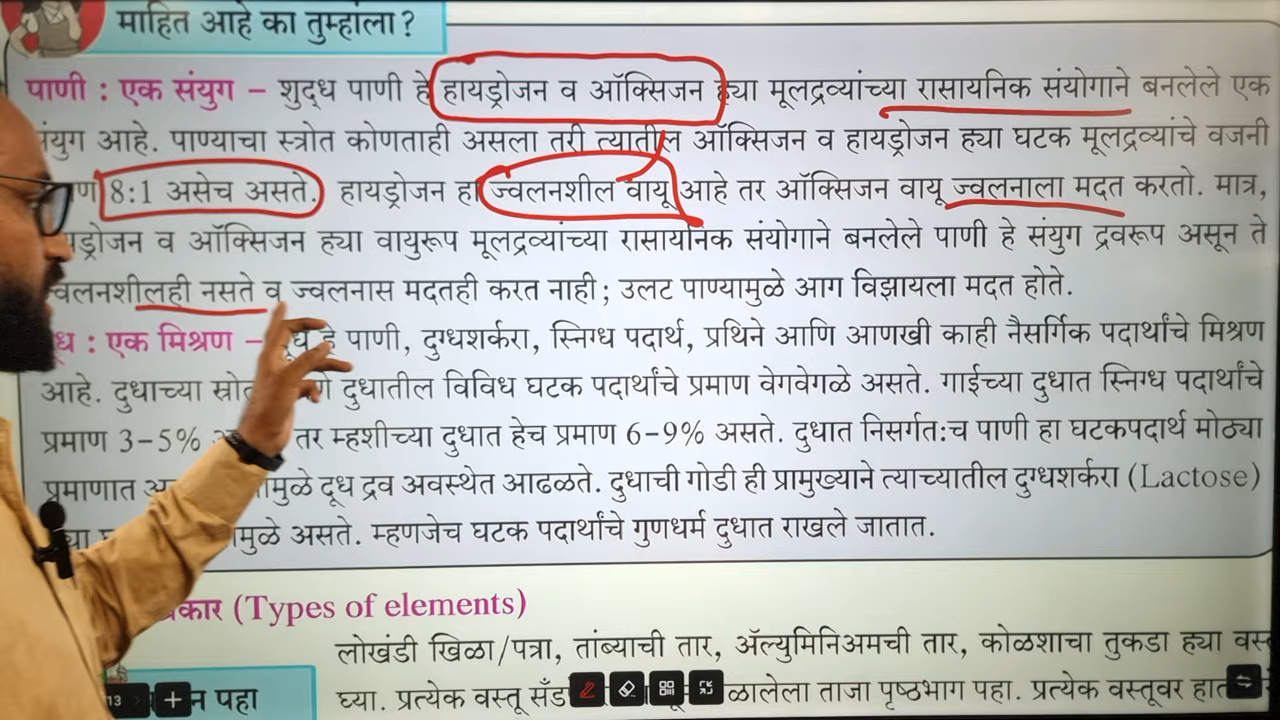 माहित आहे का तुम्हांला ?
पाणी : एक संयुग – शुद्ध पाणी हे हायड्रोजन व ऑक्सिजन ह्या मूलद्रव्यांच्या रासायनिक संयोगाने बनलेले एक
आहे. पाण्याचा स्त्रोत कोणताही असला तरी त्यातील ऑक्सिजन व हायड्रोजन ह्या घटक मूलद्रव्यांचे वजनी
8:1 असेच असते. हायड्रोजन हा ज्वलनशील वायू आहे तर ऑक्सिजन वायू ज्वलनाला मदत करतो. मात्र,
व ऑक्सिजन ह्या वायुरूप मूलद्रव्यांच्या रासायनिक संयोगाने बनलेले पाणी हे संयुग द्रवरूप असून ते
नसते व ज्वलनास मदतही करत नाही; उलट पाण्यामुळे आग विझायला मदत होते.
: एक मिश्रण – हे पाणी, दुग्धशर्करा, स्निग्ध पदार्थ, प्रथिने आणि आणखी काही नैसर्गिक पदार्थांचे मिश्रण
आहे. दुधाच्या दुधातील विविध घटक पदार्थांचे प्रमाण वेगवेगळे असते. गाईच्या दुधात स्निग्ध पदार्थांचे
प्रमाण 3–5% तर म्हशीच्या दुधात हेच प्रमाण 6–9% असते. दुधात निसर्गत:च पाणी हा घटकपदार्थ मोठ्या
प्रमाणात दूध द्रव अवस्थेत आढळते. दुधाची गोडी ही प्रामुख्याने त्याच्यातील दुग्धशर्करा (Lactose)
असते. म्हणजेच घटक पदार्थांचे गुणधर्म दुधात राखले जातात.
(Types of elements)
लोखंडी खिळा/पत्रा, तांब्याची तार, ॲल्युमिनिअमची तार, कोळशाचा तुकडा ह्या
पहा
घ्या. प्रत्येक वस्तू ताजा पृष्ठभाग पहा. प्रत्येक वस्तूवर
13